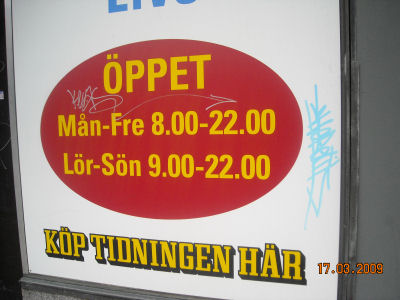 LIVS
ÖPPET
Mån-Fre 8.00-22.00
Lör-Sön 9.00-22.00
KÖP TIDNINGEN HÄR
17.03.2009